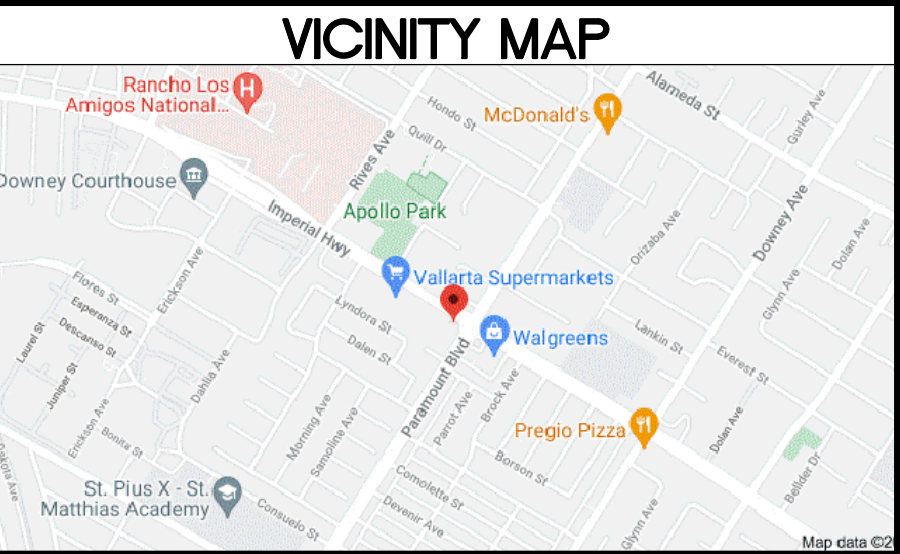 VICINITY MAP
Rancho Los
Amigos National...
McDonald's
Alameda St
Hondo St
Quill Dr
Gurley Ave
Rives Ave
Downey Courthouse
Apollo Park
Imperial Hwy
Orizaba Ave
Downey Ave
Dolan Ave
Erickson Ave
Vallarta Supermarkets
Flores St
Esperanza St
Descanso St
Laurel St
Juniper St
Lyndora St
Dalen St
Glynn Ave
Walgreens
Lankin St
Everest St
Paramount Blvd
Dahlia Ave
Morning Ave
Samoline Ave
Parrot Ave
Brock Ave
Pregio Pizza
Dolan Ave
Erickson Ave
Bonita St
Borson St
Bellder Dr
St. Pius X - St.
Matthias Academy
Comolette St
Devenir Ave
Consuelo St
Glynn Ave
Map data ©20